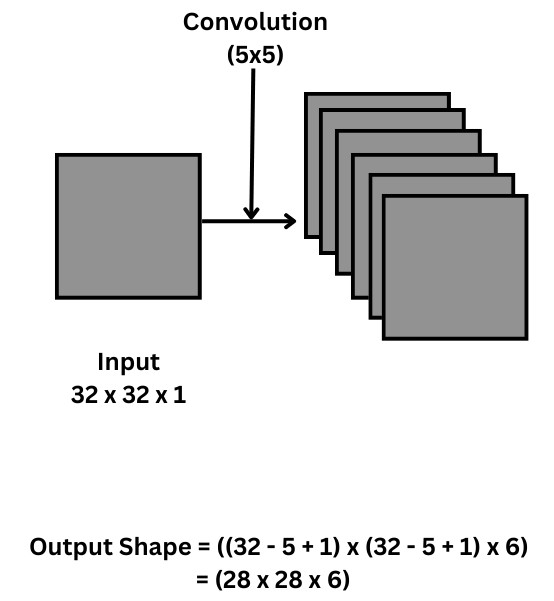 Convolution
(5x5)
Input
32 x 32 x 1
Output Shape = ((32 - 5 + 1) x (32 - 5 + 1) x 6)
= (28 x 28 x 6)